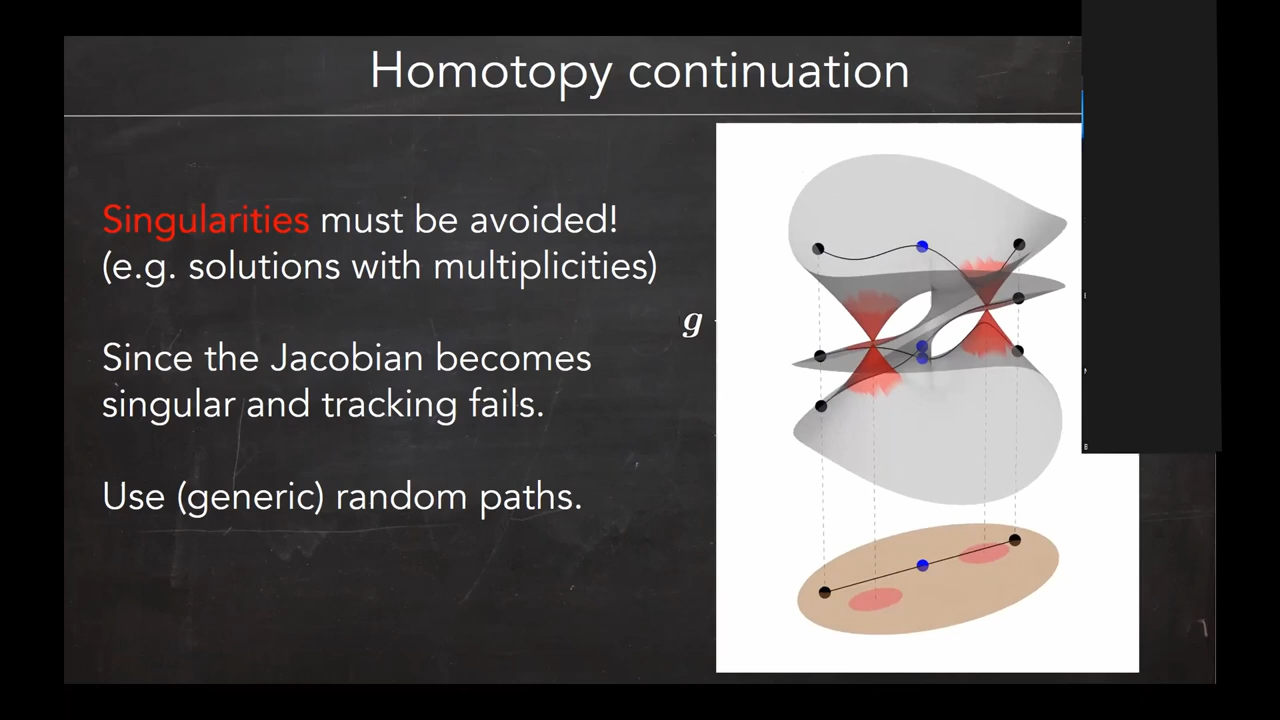 Homotopy continuation
Singularities must be avoided!
(e.g. solutions with multiplicities)
g
Since the Jacobian becomes
singular and tracking fails.
Use (generic) random paths.